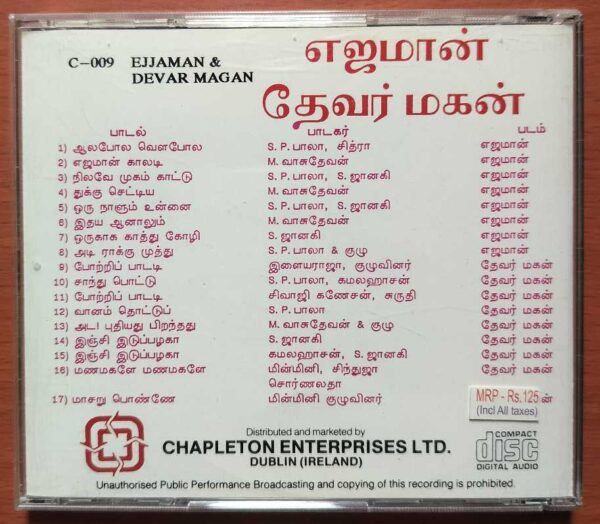 C-009 EJJAMAN & DEVAR MAGAN
எஜமான்
தேவர் மகன்
பாடல் பாடகர் படம்
1) ஆலபோல வேலபோல S. P. பாலா, சித்ரா எஜமான்
2) எஜமான் காலடி M. வாசுதேவன் எஜமான்
3) நிலவே முகம் காட்டு S. P. பாலா, S. ஜானகி எஜமான்
4) துக்கு செட்டிய M. வாசுதேவன் எஜமான்
5) ஒரு நாளும் உன்னை S. P. பாலா, S. ஜானகி எஜமான்
6) இதய ஆனாலும் M. வாசுதேவன் எஜமான்
7) ஒருகாக காத்து கோழி S. ஜானகி எஜமான்
8) அடி ராக்கு முத்து S. P. பாலா & குழு எஜமான்
9) போற்றிப் பாடடி இளையராஜா, குழுவினர் தேவர் மகன்
10) சாந்து பொட்டு S. P. பாலா, கமலஹாசன் தேவர் மகன்
11) போற்றிப் பாடடி சிவாஜி கணேசன், சுருதி தேவர் மகன்
12) வானம் தொட்டுப் S. P. பாலா தேவர் மகன்
13) அட! புதியது பிறந்தது M. வாசுதேவன் & குழு தேவர் மகன்
14) இஞ்சி இடுப்பழகா S. ஜானகி தேவர் மகன்
15) இஞ்சி இடுப்பழகா கமலஹாசன், S. ஜானகி தேவர் மகன்
16) மணமகளே மணமகளே மின்மினி, சிந்துஜா தேவர் மகன்
சொர்ணலதா
17) மாசறு பொண்ணே மின்மினி குழுவினர்
MRP - Rs.125
(Incl All taxes)
Distributed and marketed by
CHAPLETON ENTERPRISES LTD.
DUBLIN (IRELAND)
COMPACT
disc
DIGITAL AUDIO
Unauthorised Public Performance Broadcasting and copying of this recording is prohibited.